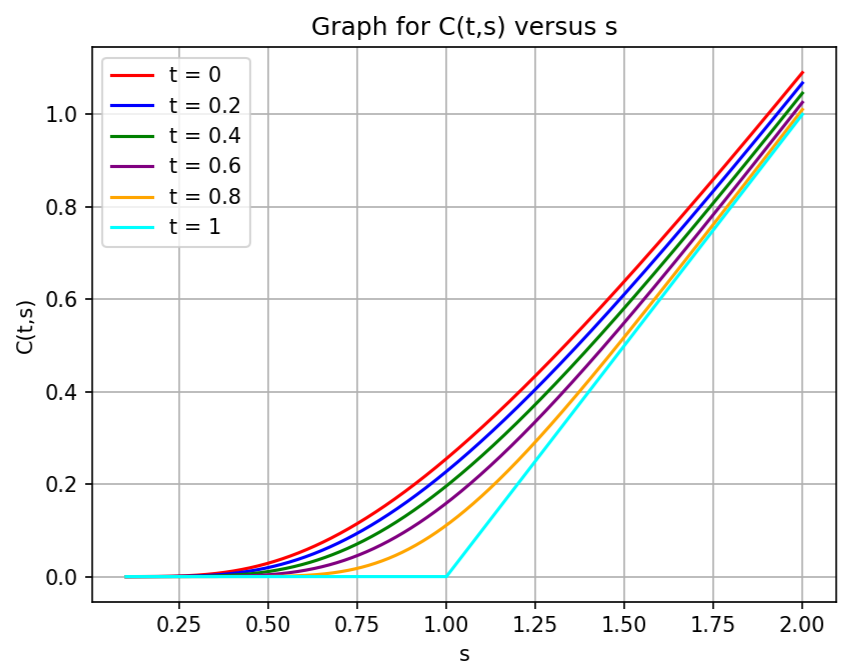 Graph for C(t,s) versus s
t = 0
t = 0.2
t = 0.4
t = 0.6
t = 0.8
t = 1
C(t,s)
1.0
0.8
0.6
0.4
0.2
0.0
0.25 0.50 0.75 1.00 1.25 1.50 1.75 2.00
s